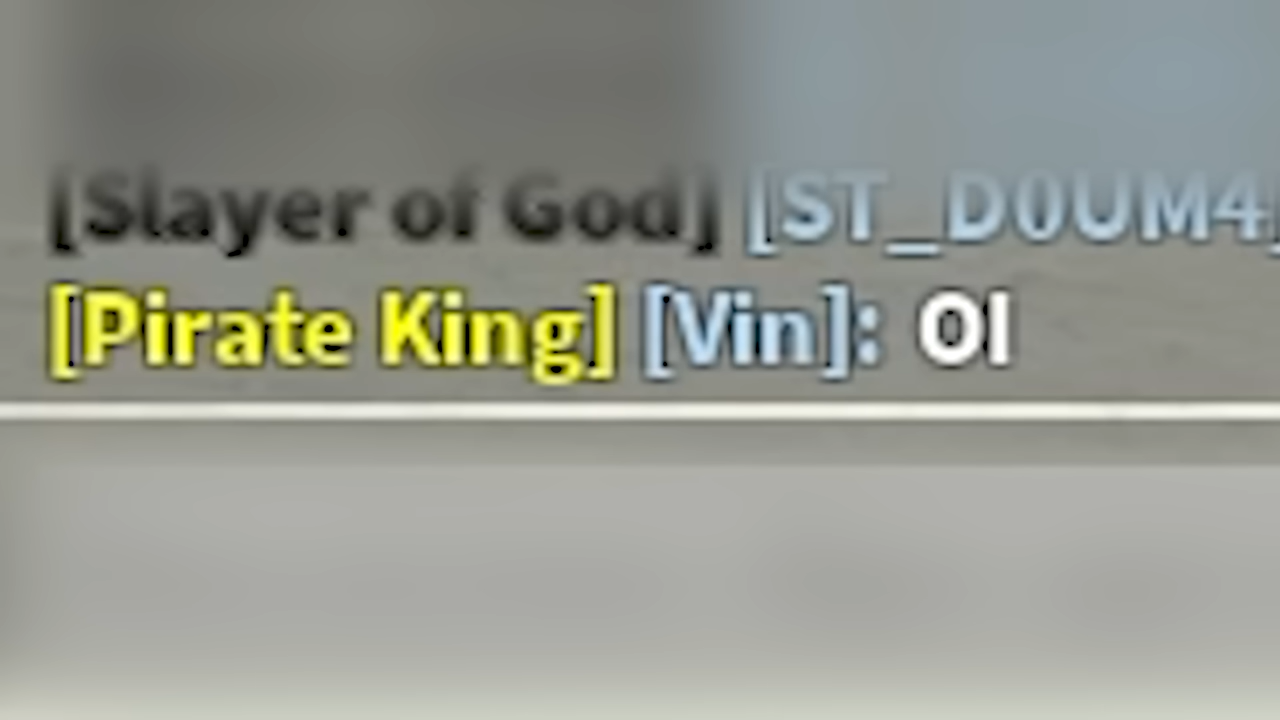 [Slayer of God] [ST_D0UM4]
[Pirate King] [Vin]: OI